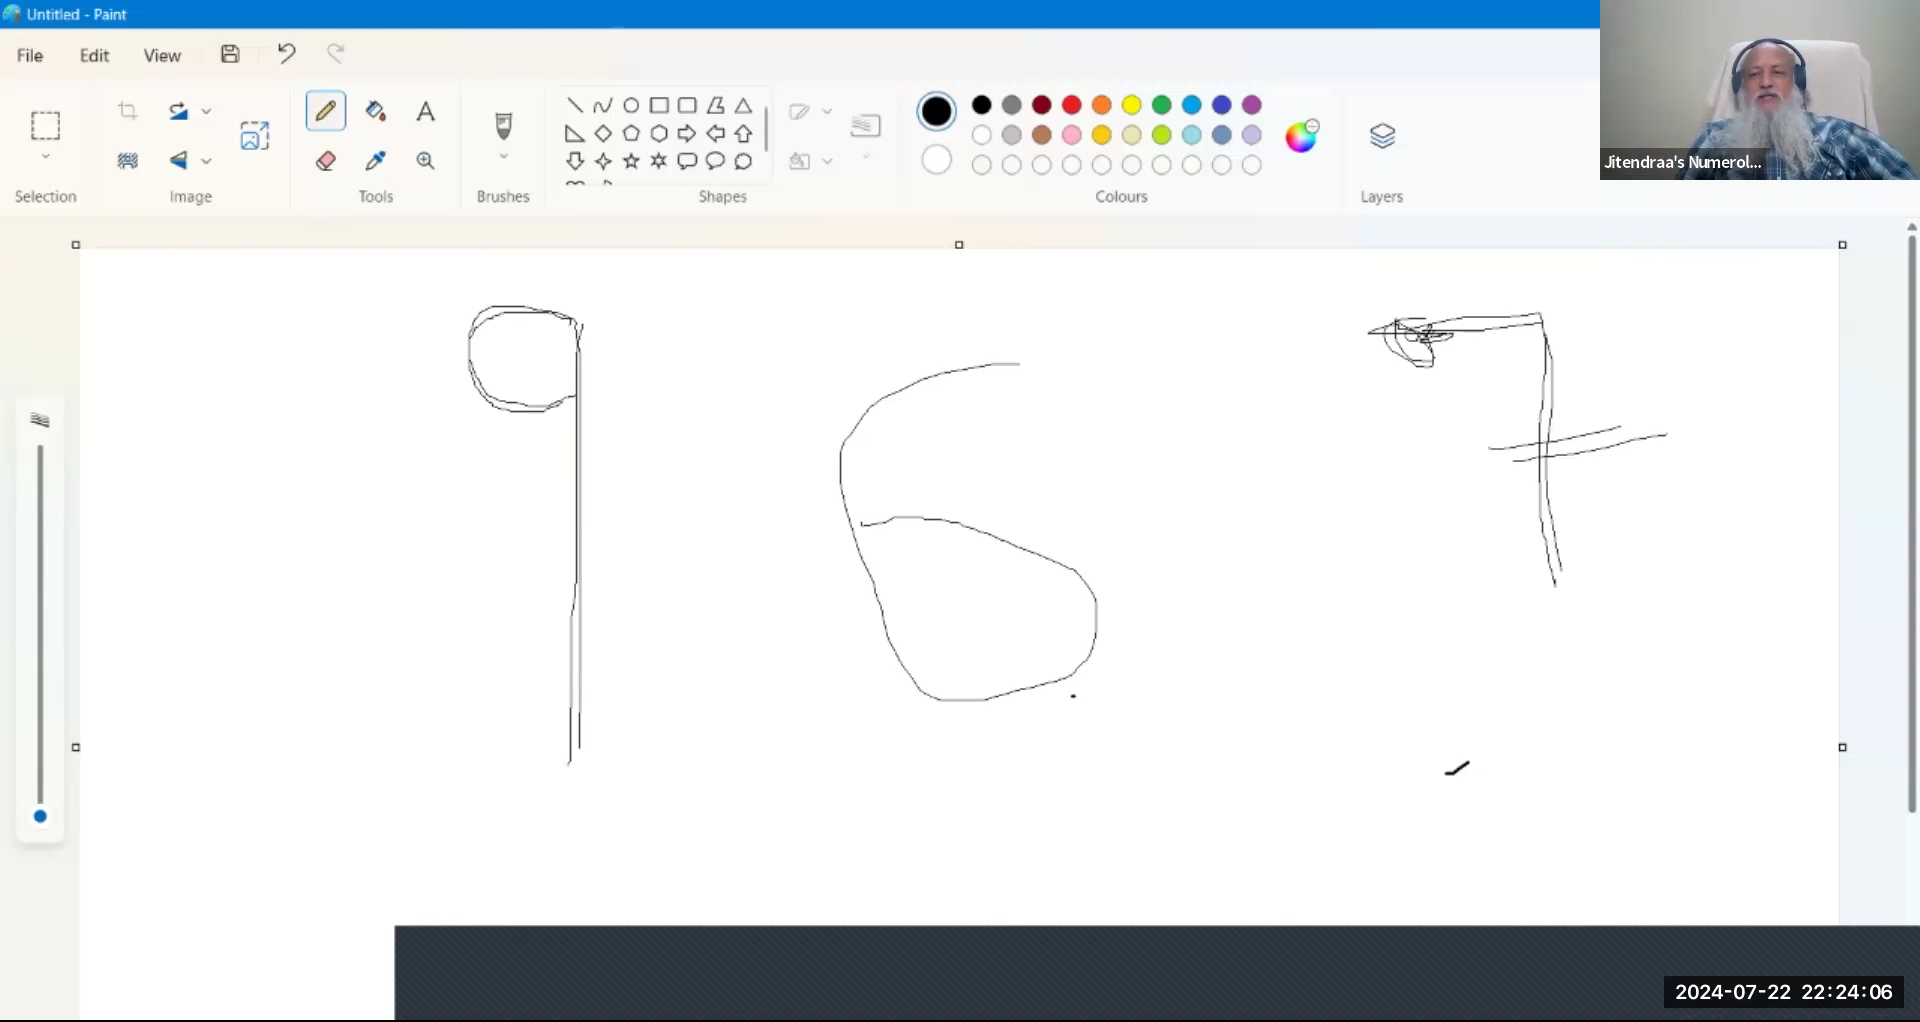 Untitled - Paint
File Edit View
A
Selection Image Tools Brushes Shapes Colours Layers
Jitendraa's Numerol...
9 6 7
2024-07-22 22:24:06